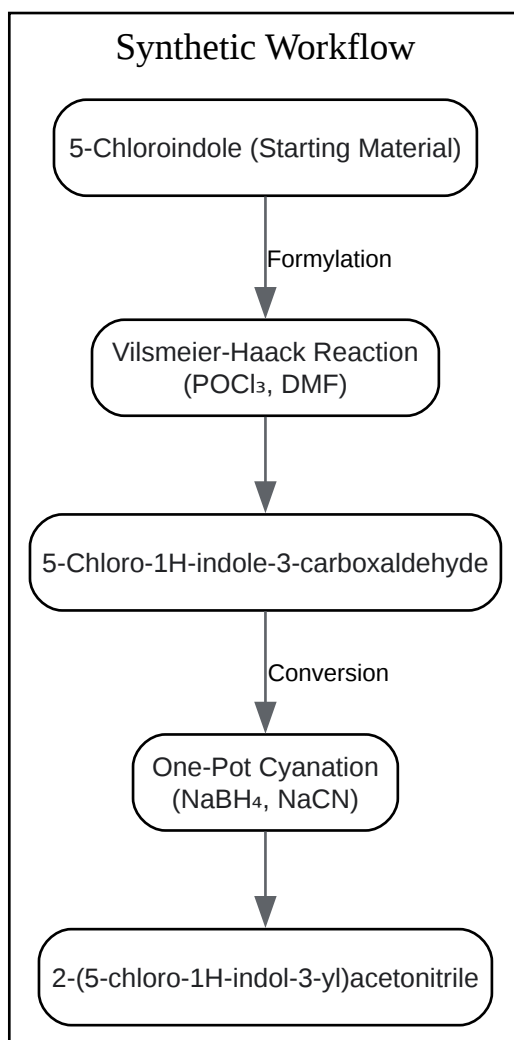 Synthetic Workflow
5-Chloroindole (Starting Material)
Formylation
Vilsmeier-Haack Reaction
(POCl₃, DMF)
5-Chloro-1H-indole-3-carboxaldehyde
Conversion
One-Pot Cyanation
(NaBH₄, NaCN)
2-(5-chloro-1H-indol-3-yl)acetonitrile